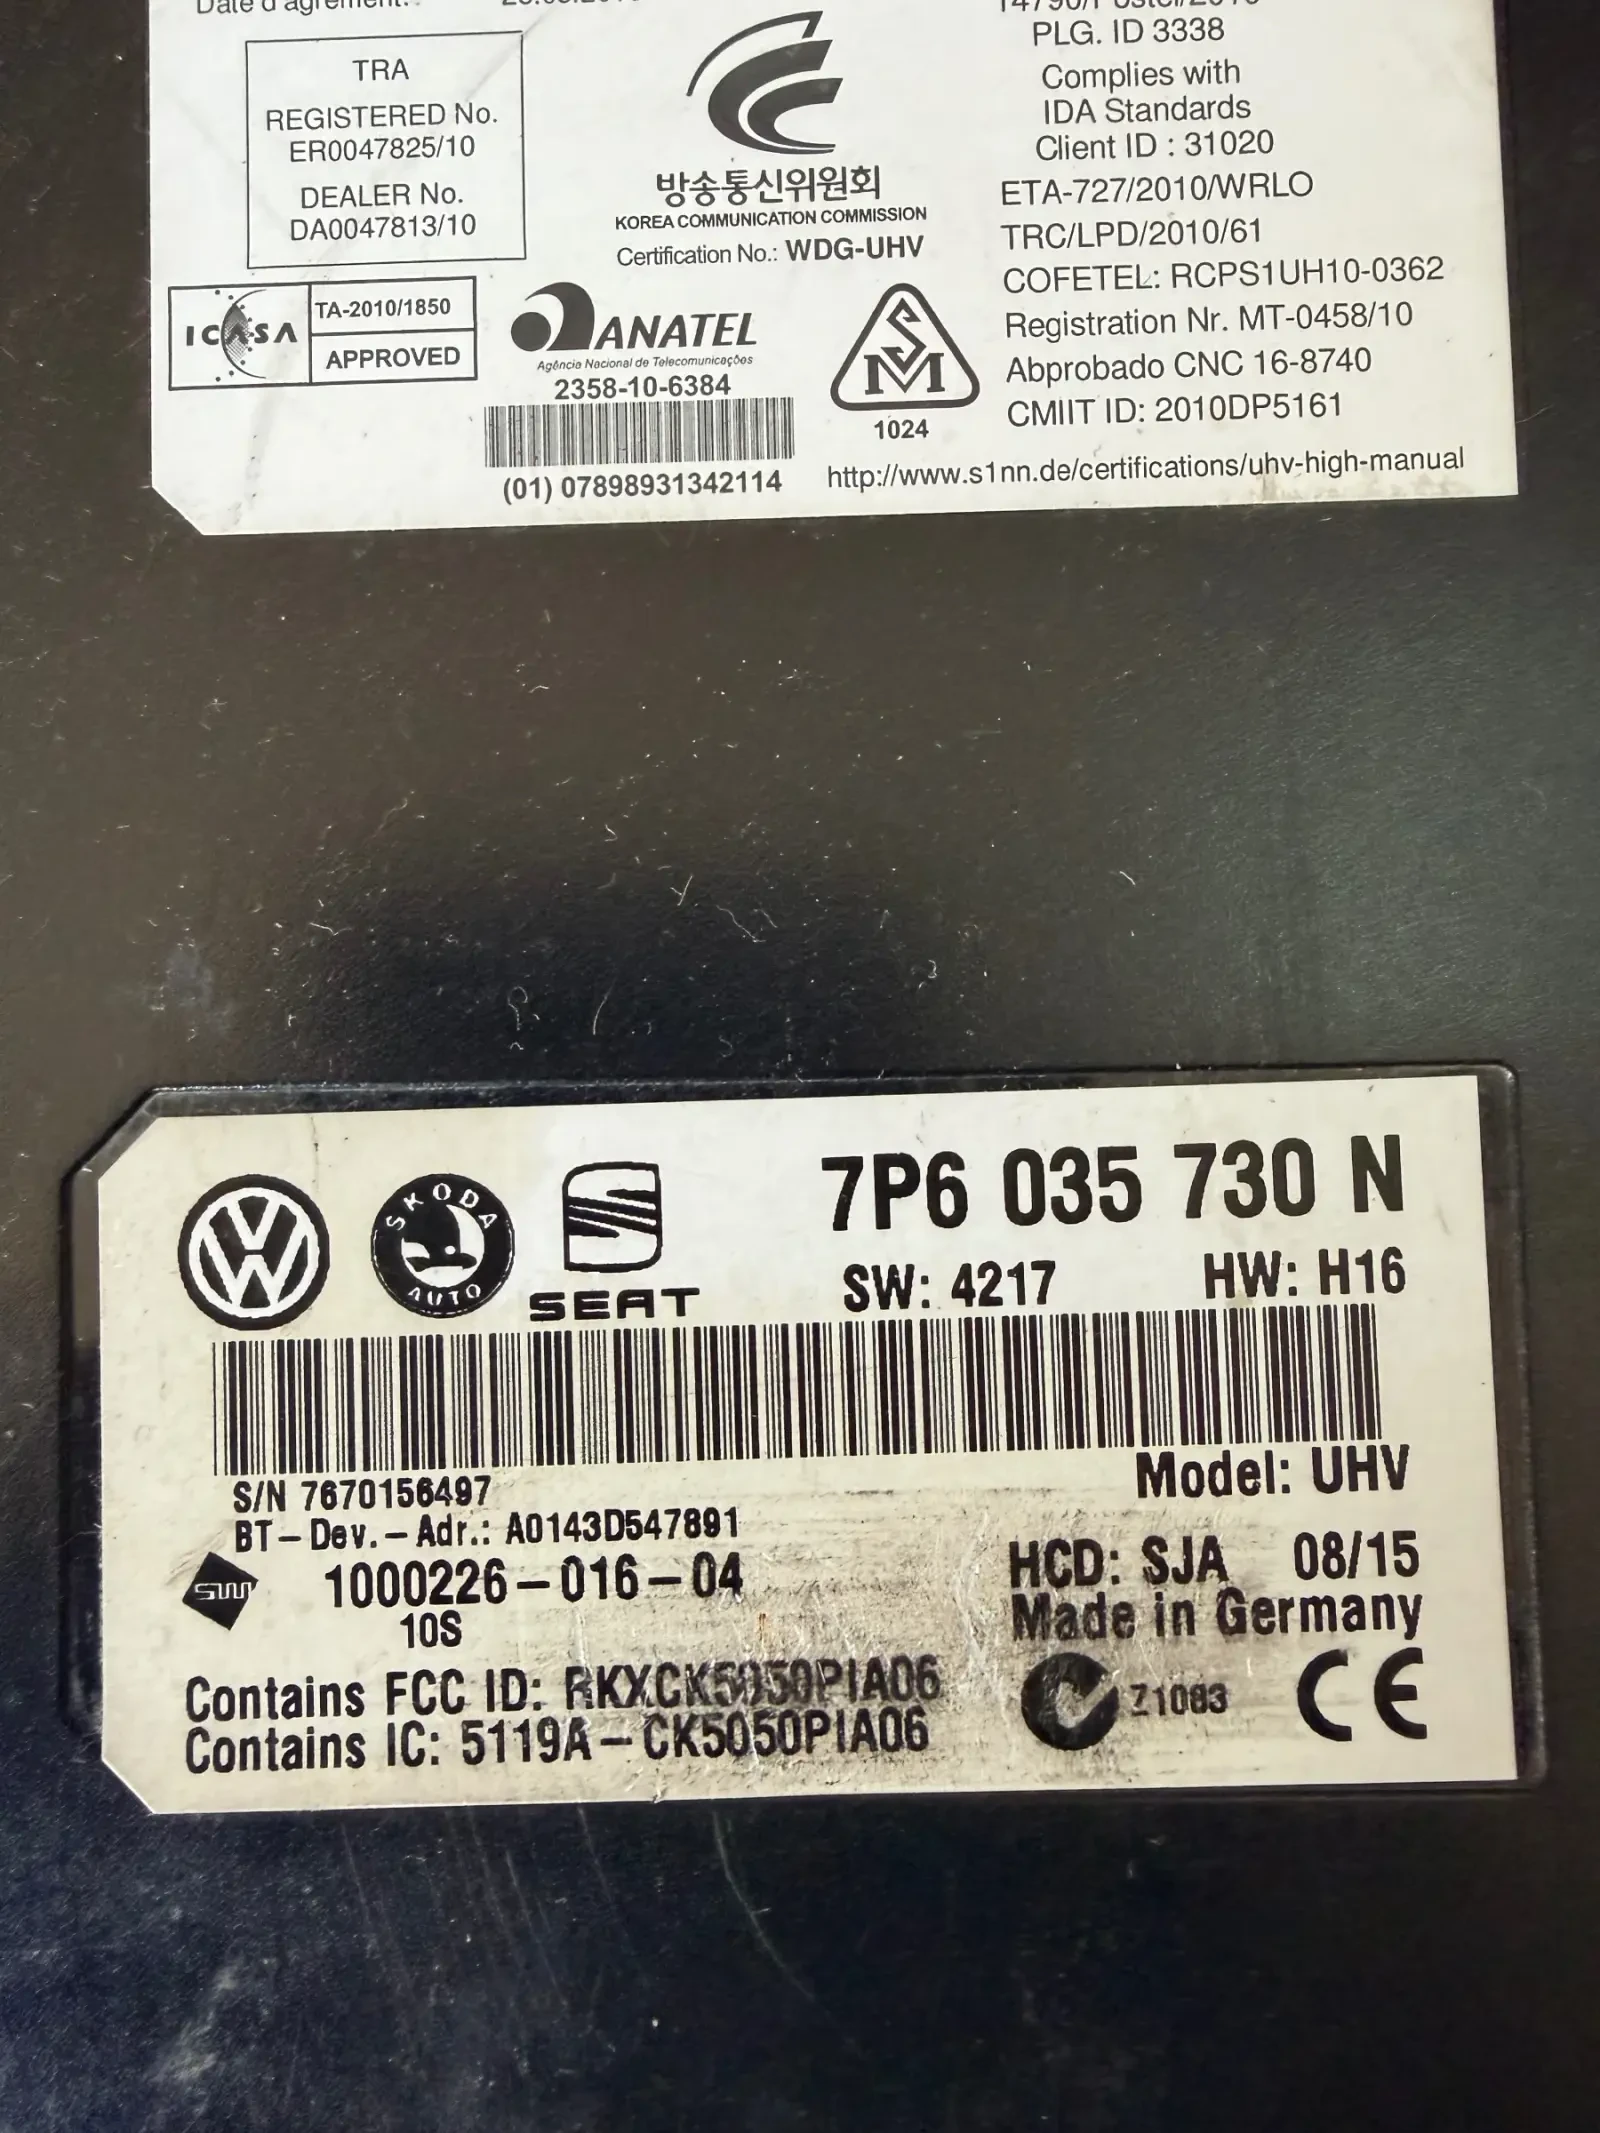 Date d'agrément:
TRA
REGISTERED No.
ER0047825/10
DEALER No.
DA0047813/10
방송통신위원회
KOREA COMMUNICATION COMMISSION
Certification No.: WDG-UHV
PLG. ID 3338
Complies with
IDA Standards
Client ID : 31020
ETA-727/2010/WRLO
TRC/LPD/2010/61
COFETEL: RCPS1UH10-0362
Registration Nr. MT-0458/10
Abprobado CNC 16-8740
CMIIT ID: 2010DP5161
ICASA
TA-2010/1850
APPROVED
ANATEL
Agência Nacional de Telecomunicações
2358-10-6384
(01) 07898931342114
SM
1024
http://www.s1nn.de/certifications/uhv-high-manual
VW
SKODA
AUTO
SEAT
7P6 035 730 N
SW: 4217 HW: H16
S/N 7670156497
Model: UHV
BT-Dev.-Adr.: A0143D547891
1000226-016-04
10S
HCD: SJA 08/15
Made in Germany
Contains FCC ID: RKXCK5050PIA06
Contains IC: 5119A-CK5050PIA06
Z1083
CE